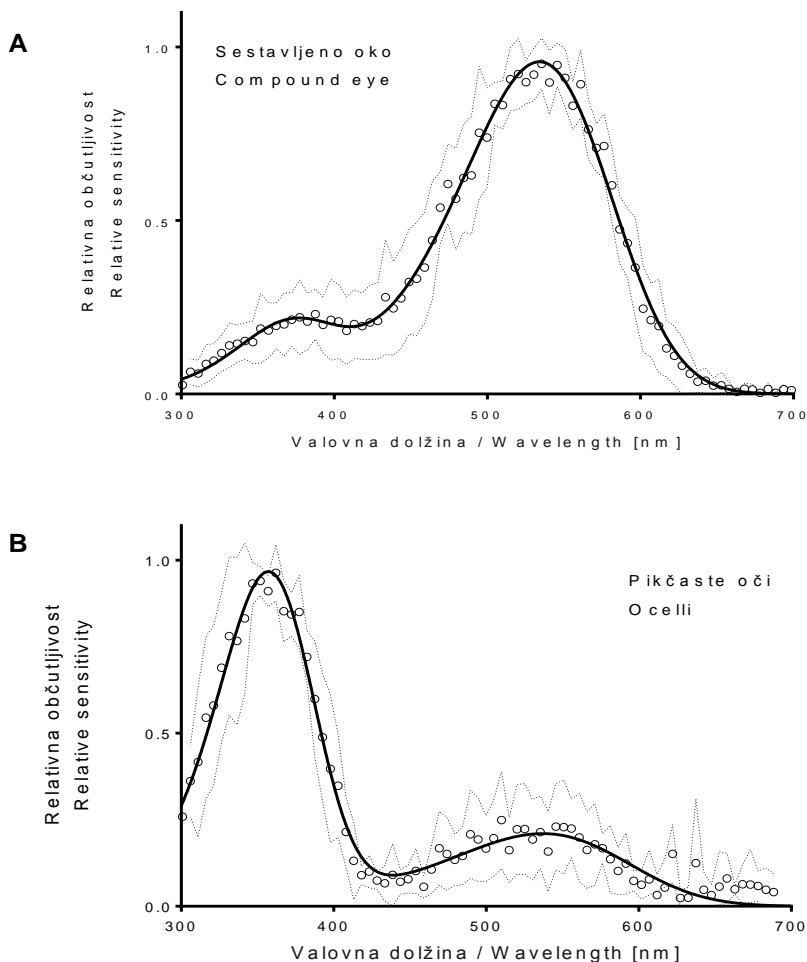 A
Sestavljeno oko
Compound eye
Relativna občutljivost
Relative sensitivity
1.0
0.5
0.0
300 400 500 600 700
Valovna dolžina / Wavelength [nm]
B
Pikčaste oči
Ocelli
Relativna občutljivost
Relative sensitivity
1.0
0.5
0.0
300 400 500 600 700
Valovna dolžina / Wavelength [nm]